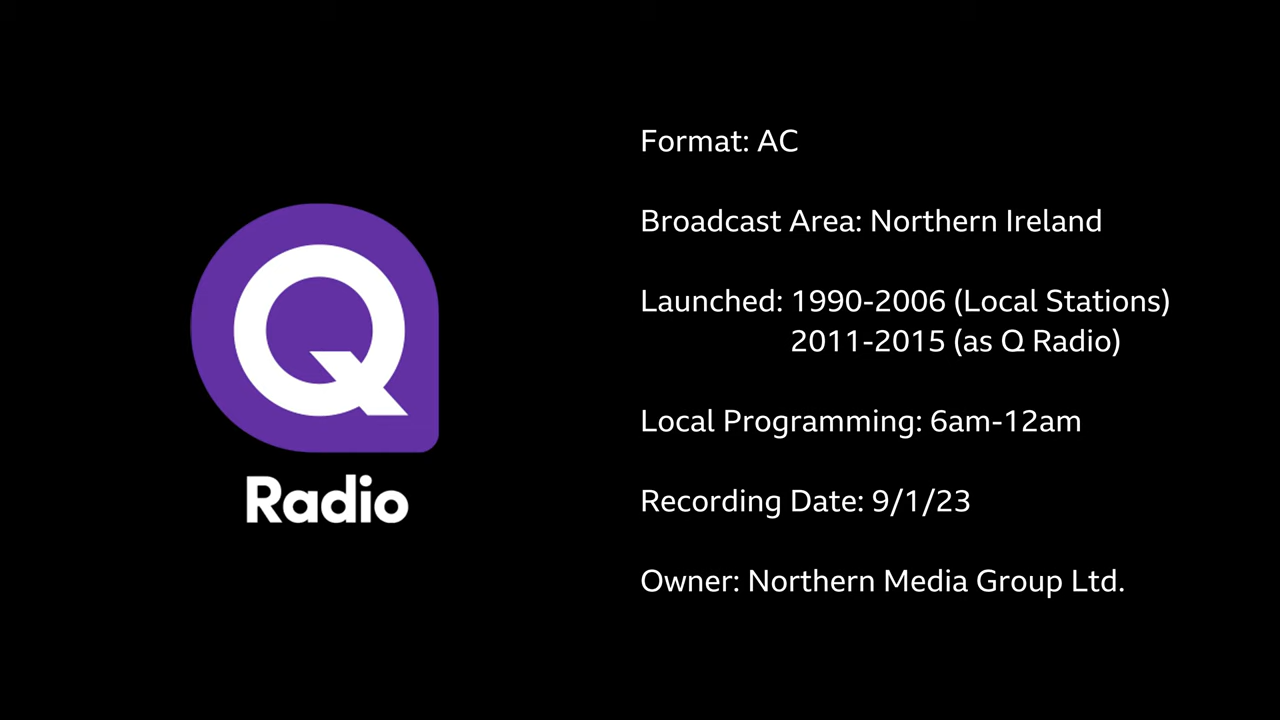 Q
Radio
Format: AC
Broadcast Area: Northern Ireland
Launched: 1990-2006 (Local Stations)
2011-2015 (as Q Radio)
Local Programming: 6am-12am
Recording Date: 9/1/23
Owner: Northern Media Group Ltd.